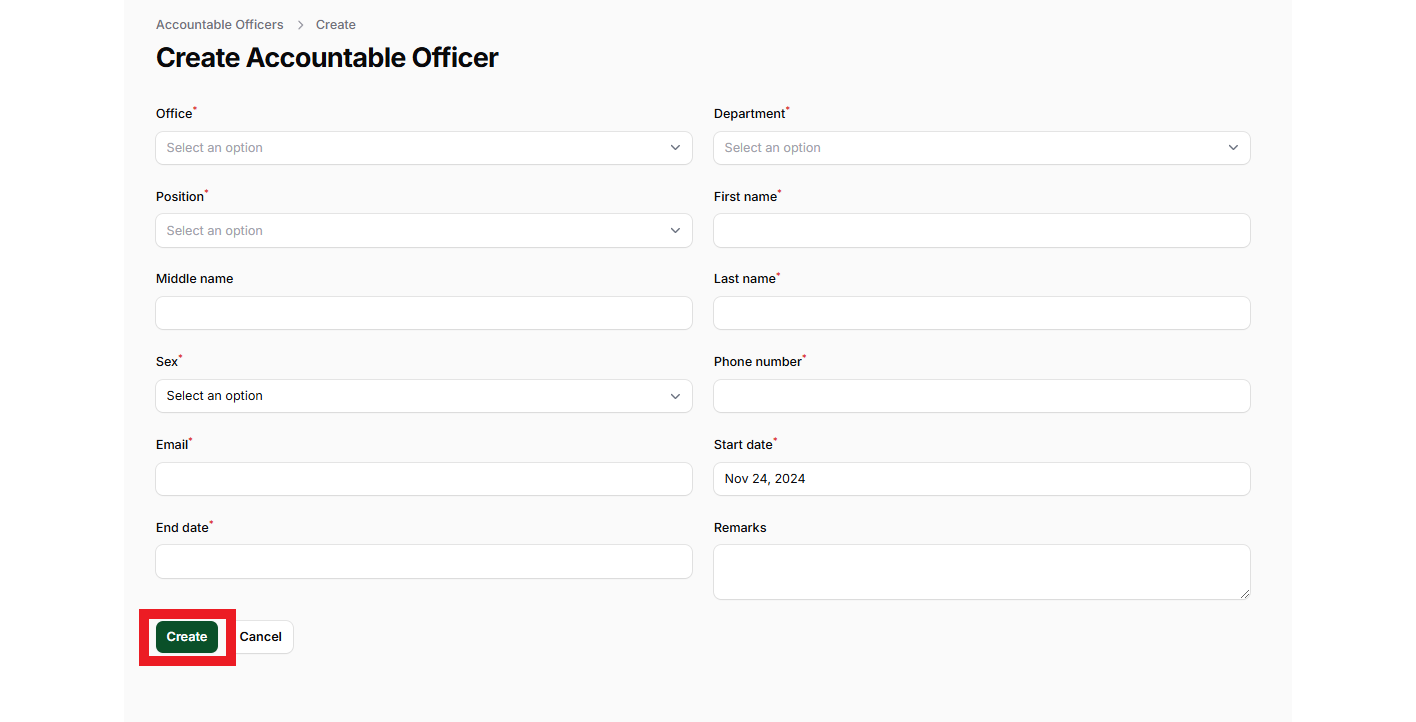 Accountable Officers > Create
Create Accountable Officer
Office* Department*
Select an option Select an option
Position* First name*
Select an option
Middle name Last name*
Sex* Phone number*
Select an option
Email* Start date*
Nov 24, 2024
End date* Remarks
Create Cancel